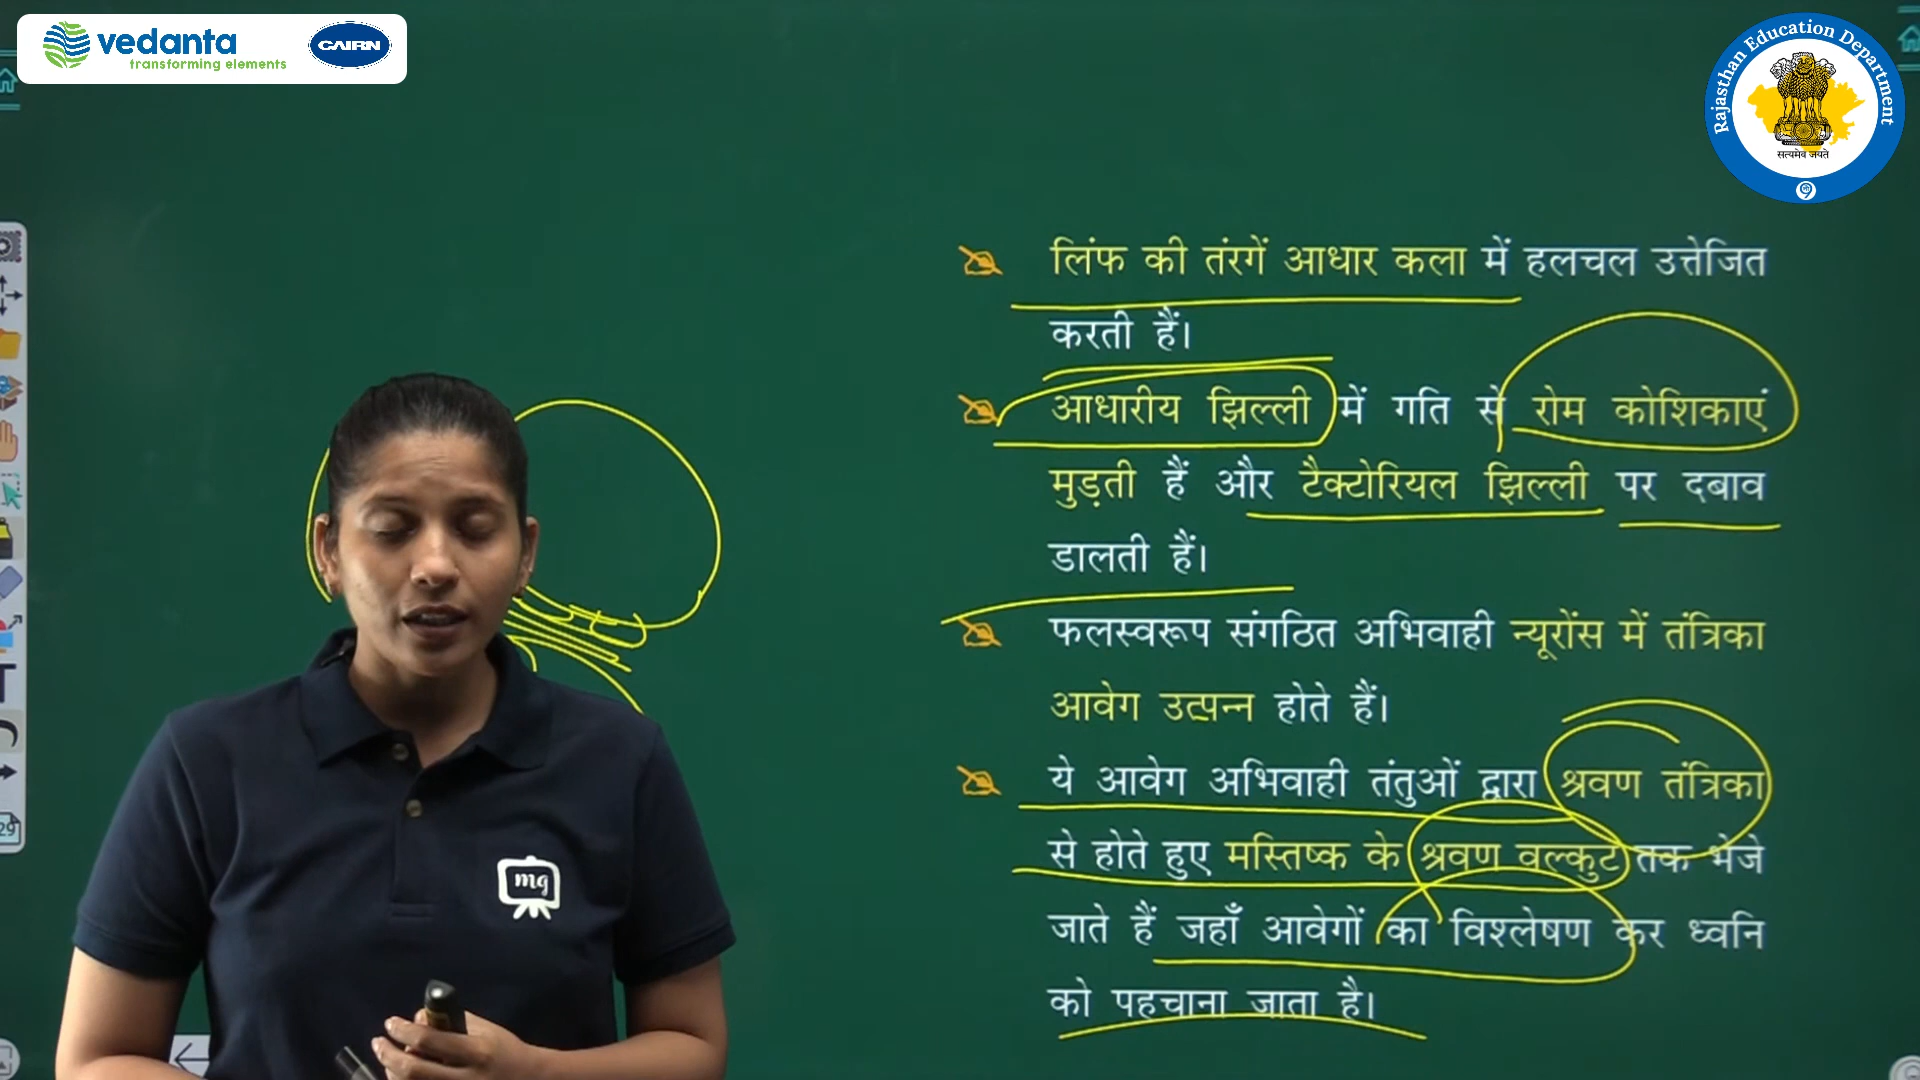 vedanta
transforming elements
CAIRN
Rajasthan Education Department
सत्यमेव जयते
लिंफ की तरंगें आधार कला में हलचल उत्तेजित
करती हैं।
आधारीय झिल्ली में गति से रोम कोशिकाएं
मुड़ती हैं और टैक्टोरियल झिल्ली पर दबाव
डालती हैं।
फलस्वरूप संगठित अभिवाही न्यूरोंस में तंत्रिका
आवेग उत्पन्न होते हैं।
ये आवेग अभिवाही तंतुओं द्वारा श्रवण तंत्रिका
से होते हुए मस्तिष्क के श्रवण वल्कुट तक भेजे
जाते हैं जहाँ आवेगों का विश्लेषण कर ध्वनि
को पहचाना जाता है।
mg
29